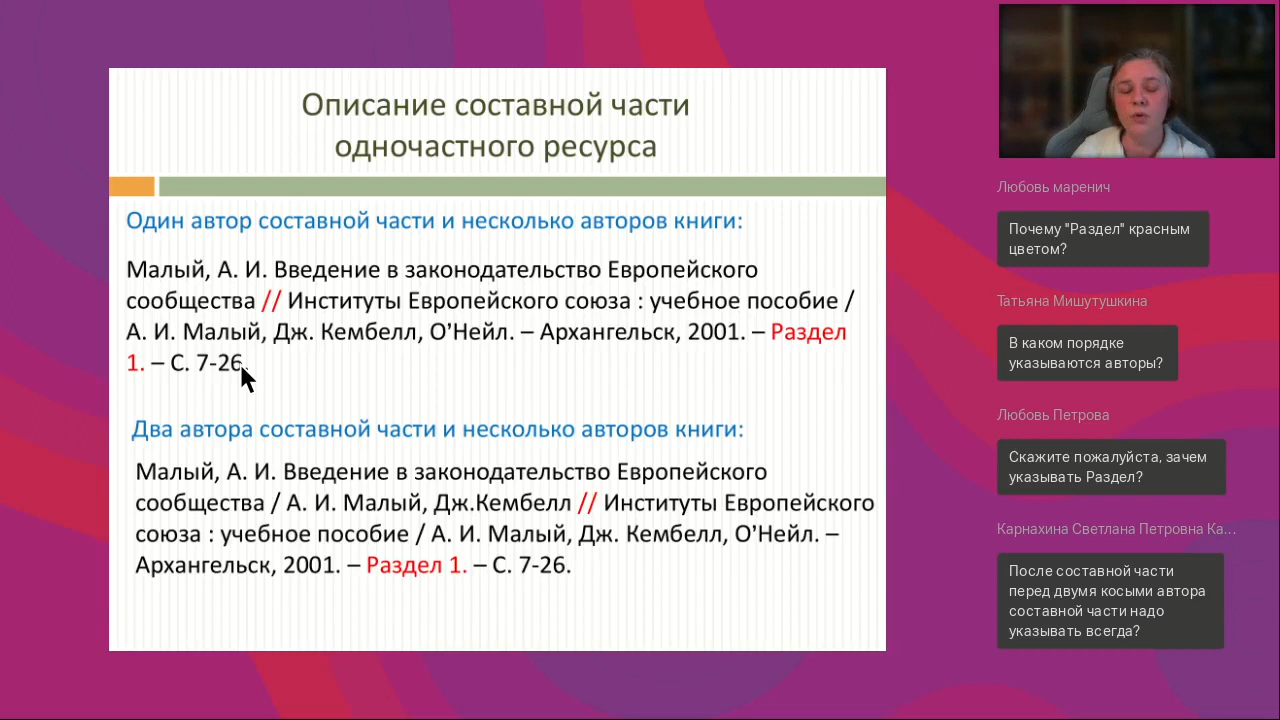 Описание составной части
одночастного ресурса
Один автор составной части и несколько авторов книги:
Малый, А. И. Введение в законодательство Европейского
сообщества // Институты Европейского союза : учебное пособие /
А. И. Малый, Дж. Кембелл, О’Нейл. – Архангельск, 2001. – Раздел
1. – С. 7-26.
Два автора составной части и несколько авторов книги:
Малый, А. И. Введение в законодательство Европейского
сообщества / А. И. Малый, Дж.Кембелл // Институты Европейского
союза : учебное пособие / А. И. Малый, Дж. Кембелл, О’Нейл. –
Архангельск, 2001. – Раздел 1. – С. 7-26.
Любовь маренич
Почему "Раздел" красным
цветом?
Татьяна Мишутушкина
В каком порядке
указываются авторы?
Любовь Петрова
Скажите пожалуйста, зачем
указывать Раздел?
Карнахина Светлана Петровна Ка...
После составной части
перед двумя косыми автора
составной части надо
указывать всегда?